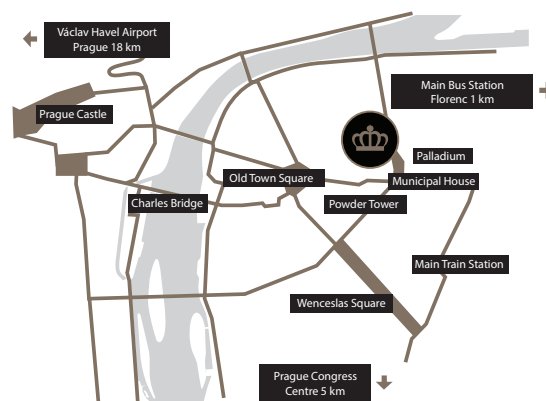 Václav Havel Airport
Prague 18 km
Main Bus Station
Florenc 1 km
Prague Castle
Palladium
Old Town Square
Municipal House
Charles Bridge
Powder Tower
Main Train Station
Wenceslas Square
Prague Congress
Centre 5 km